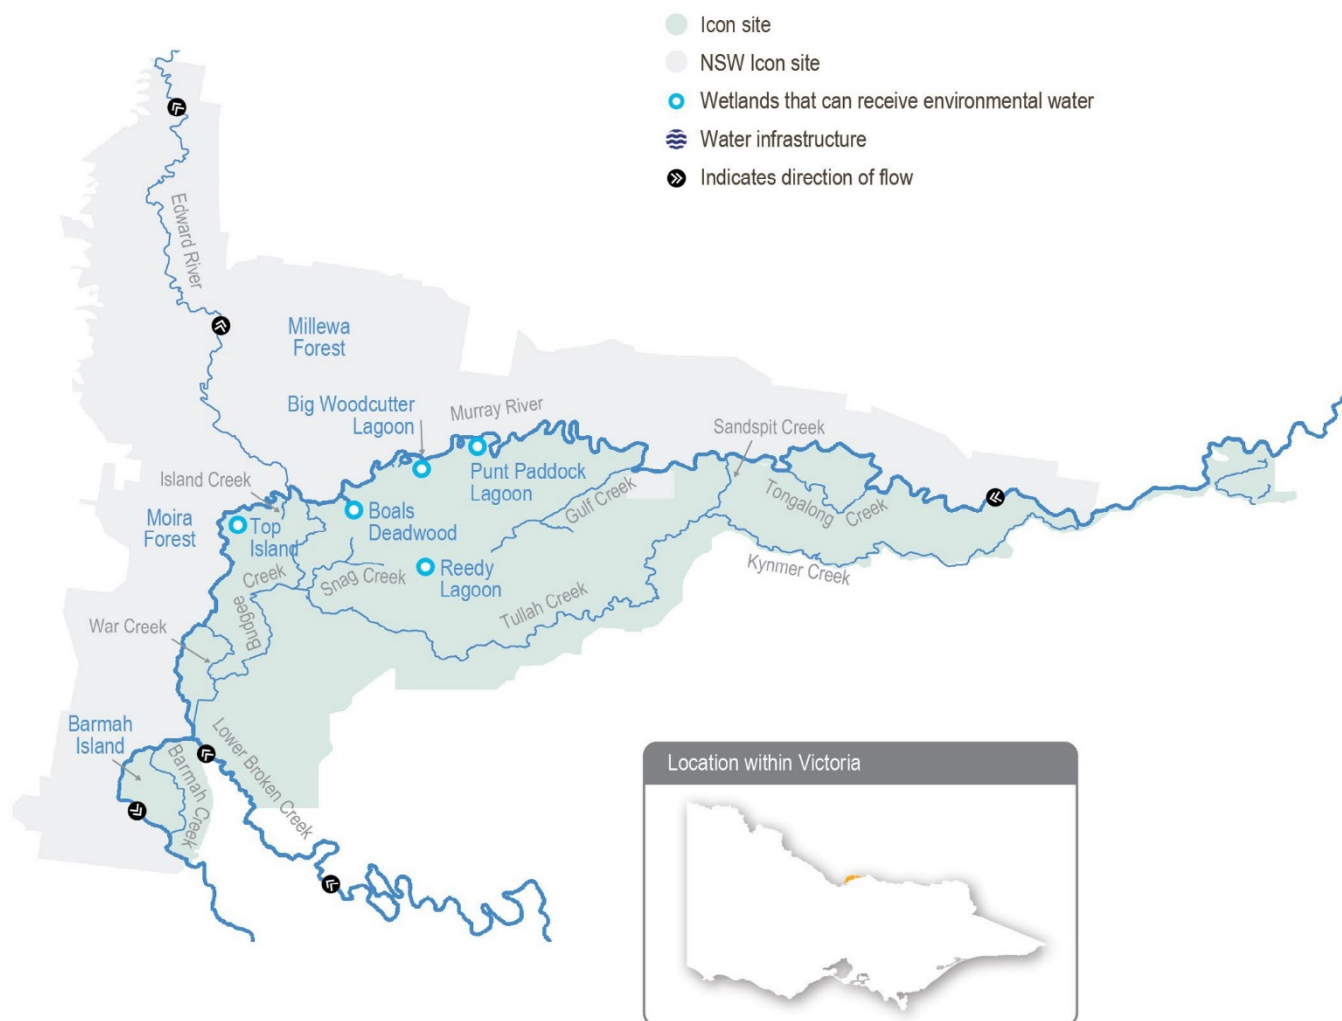 Icon site
NSW Icon site
Wetlands that can receive environmental water
Water infrastructure
Indicates direction of flow
Edward River
Millewa
Forest
Big Woodcutter
Lagoon
Murray River
Sandspit Creek
Island Creek
Punt Paddock
Lagoon
Gulf Creek
Tongalong
Creek
Moira
Forest
Top
Island
Boals
Deadwood
Kynmer Creek
Snag Creek
Reedy
Lagoon
Tullah Creek
Budgee
Creek
War Creek
Barmah
Island
Barmah Creek
Lower Broken Creek
Location within Victoria